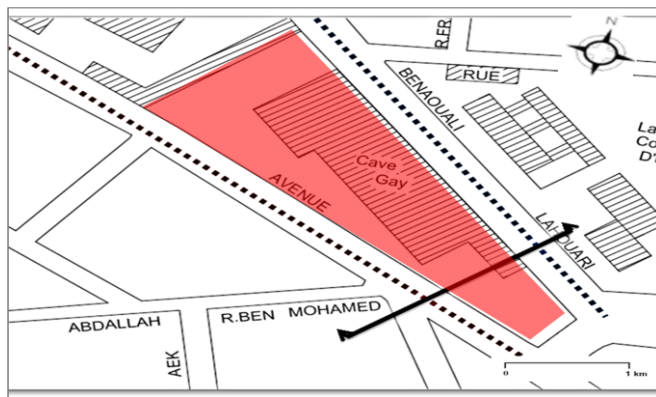 N
R.FR
RUE
BENAOUALI
La
Co
D'
Cave
Gay
AVENUE
LAHOUARI
R.BEN MOHAMED
ABDALLAH
AEK
0
1 km